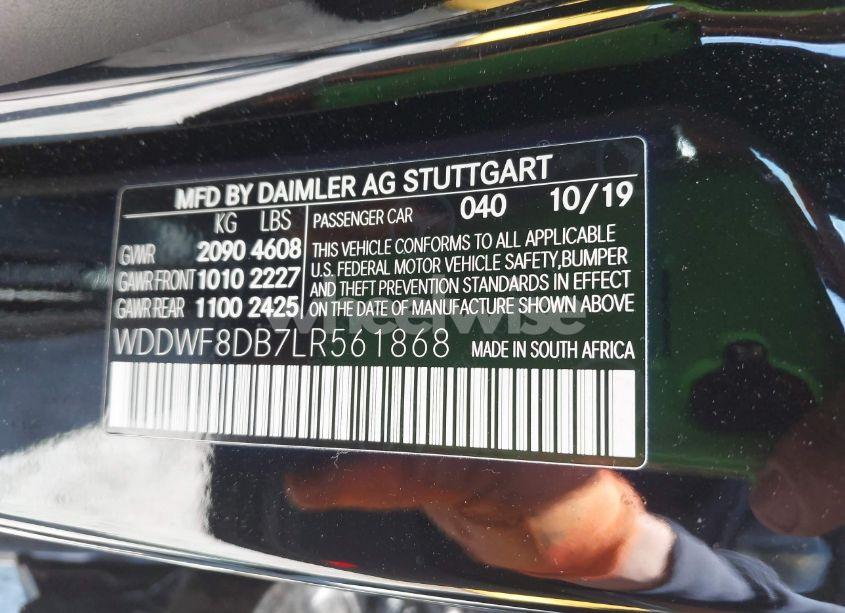 MFD BY DAIMLER AG STUTTGART
KG LBS PASSENGER CAR 040 10/19
GVWR 2090 4608
GAWR FRONT 1010 2227
GAWR REAR 1100 2425
THIS VEHICLE CONFORMS TO ALL APPLICABLE
U.S. FEDERAL MOTOR VEHICLE SAFETY, BUMPER
AND THEFT PREVENTION STANDARDS IN EFFECT
ON THE DATE OF MANUFACTURE SHOWN ABOVE
wheelwise
WDDWF8DB7LR561868 MADE IN SOUTH AFRICA